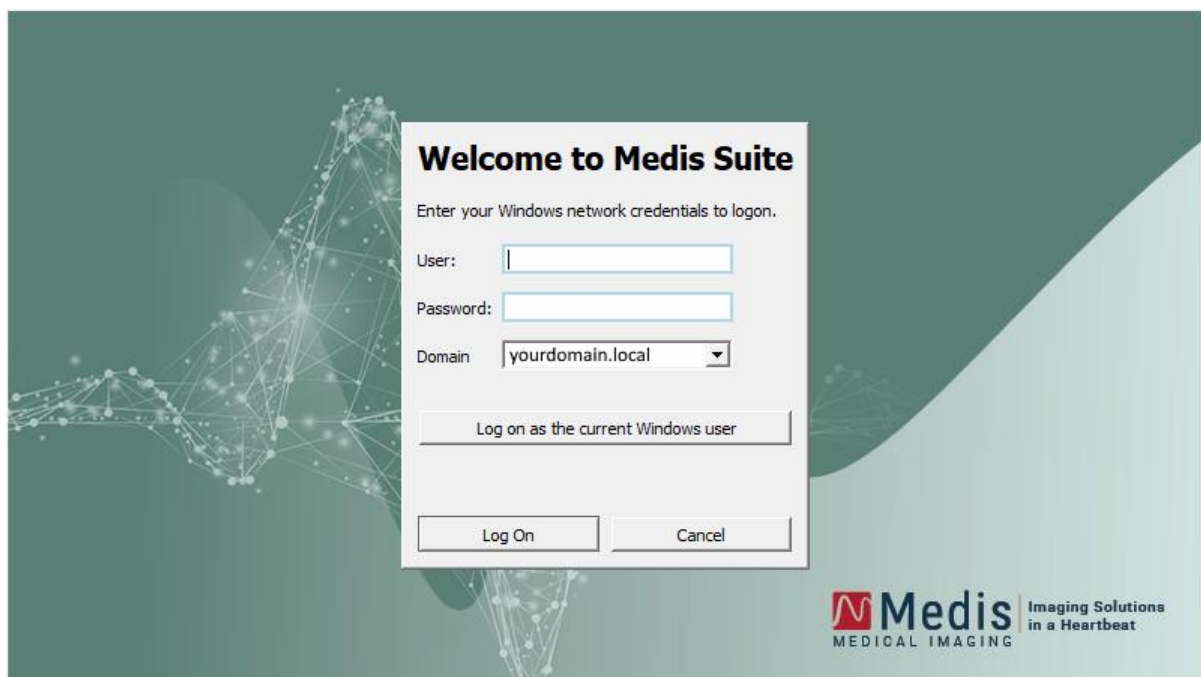 Welcome to Medis Suite
Enter your Windows network credentials to logon.
User:
Password:
Domain yourdomain.local
Log on as the current Windows user
Log On Cancel
Medis Imaging Solutions
MEDICAL IMAGING in a Heartbeat